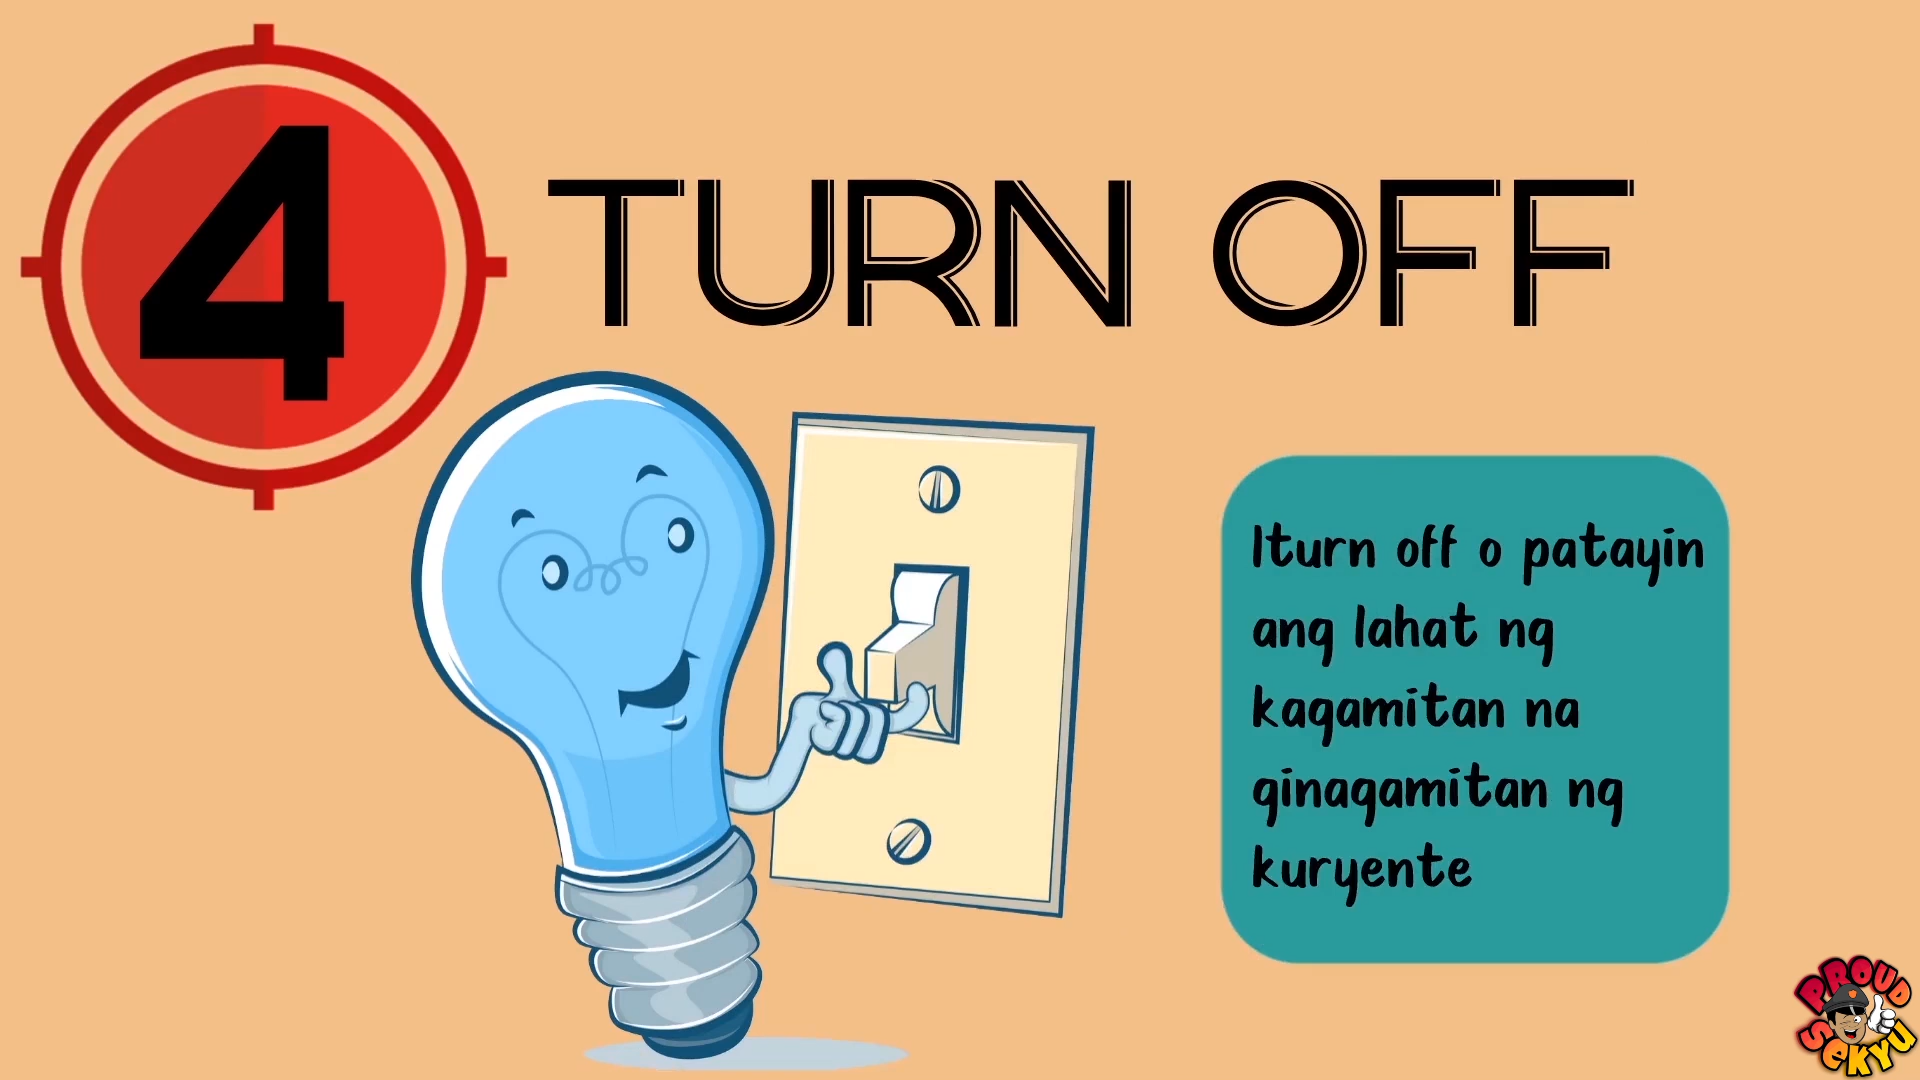 4
TURN OFF
Iturn off o patayin
ang lahat ng
kagamitan na
ginagamitan ng
kuryente
PROUD
SEKYU